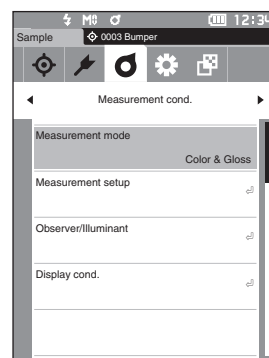 12:34
Sample 0003 Bumper
Measurement cond.
Measurement mode
Color & Gloss
Measurement setup
Observer/Illuminant
Display cond.